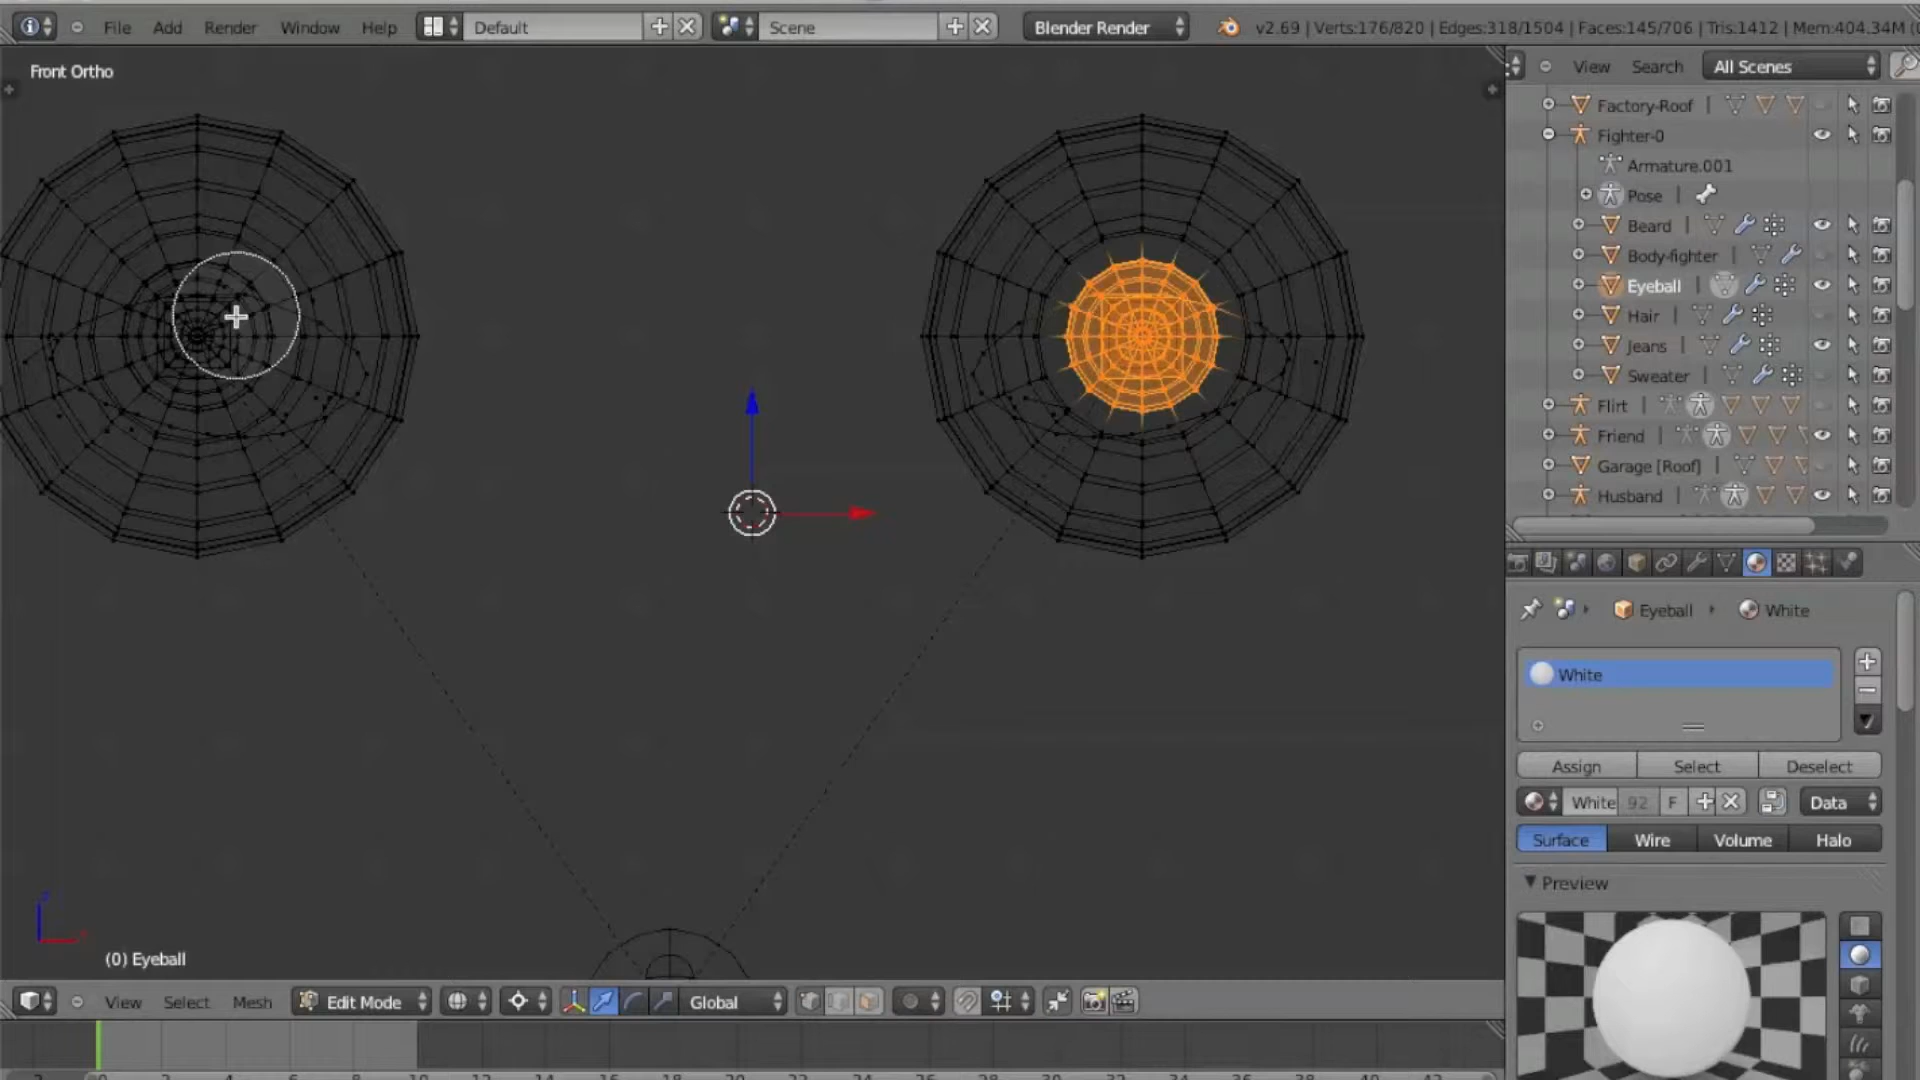 File Add Render Window Help Default Scene Blender Render v2.69 | Verts:176/820 | Edges:318/1504 | Faces:145/706 | Tris:1412 | Mem:404.34M
Front Ortho
View Search All Scenes
Factory-Roof
Fighter-0
Armature.001
Pose
Beard
Body-fighter
Eyeball
Hair
Jeans
Sweater
Flirt
Friend
Garage [Roof]
Husband
Eyeball White
White
Assign Select Deselect
White 92 F Data
Surface Wire Volume Halo
Preview
(0) Eyeball
View Select Mesh Edit Mode Global